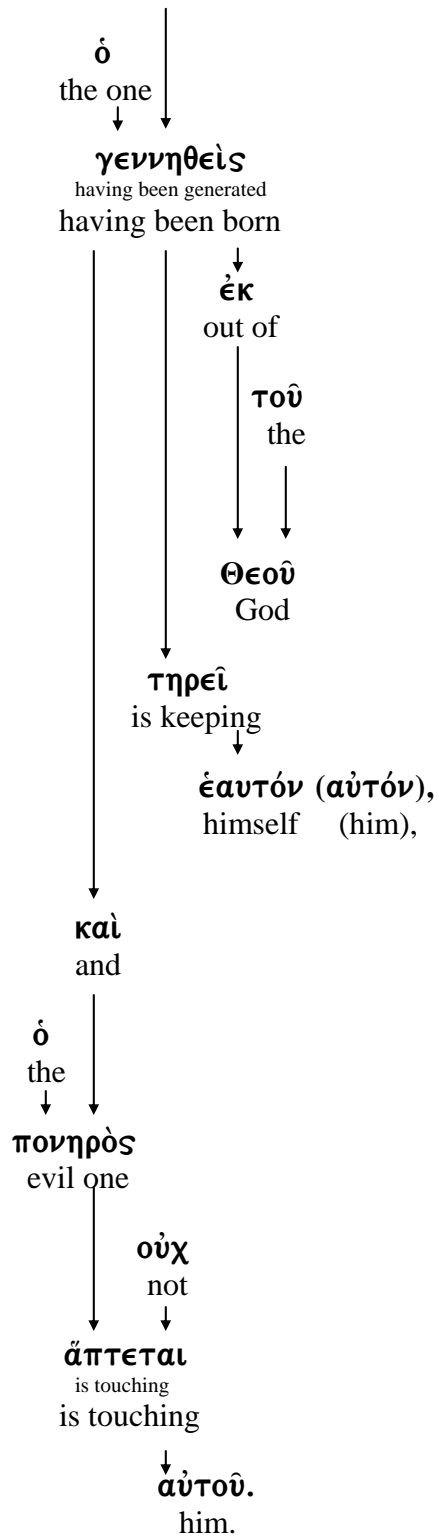 ὁ
the one
γεννηθεὶς
having been generated
having been born
ἐκ
out of
τοῦ
the
Θεοῦ
God
τηρεῖ
is keeping
ἑαυτόν (αὐτόν),
himself (him),
καὶ
and
ὁ
the
πονηρὸς
evil one
οὐχ
not
ἅπτεται
is touching
is touching
αὐτοῦ.
him.